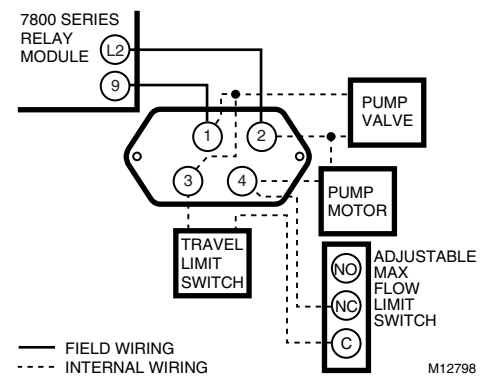 7800 SERIES
RELAY
MODULE
L2
9
1
2
3
4
PUMP
VALVE
PUMP
MOTOR
TRAVEL
LIMIT
SWITCH
NO
NC
C
ADJUSTABLE
MAX
FLOW
LIMIT
SWITCH
FIELD WIRING
INTERNAL WIRING
M12798